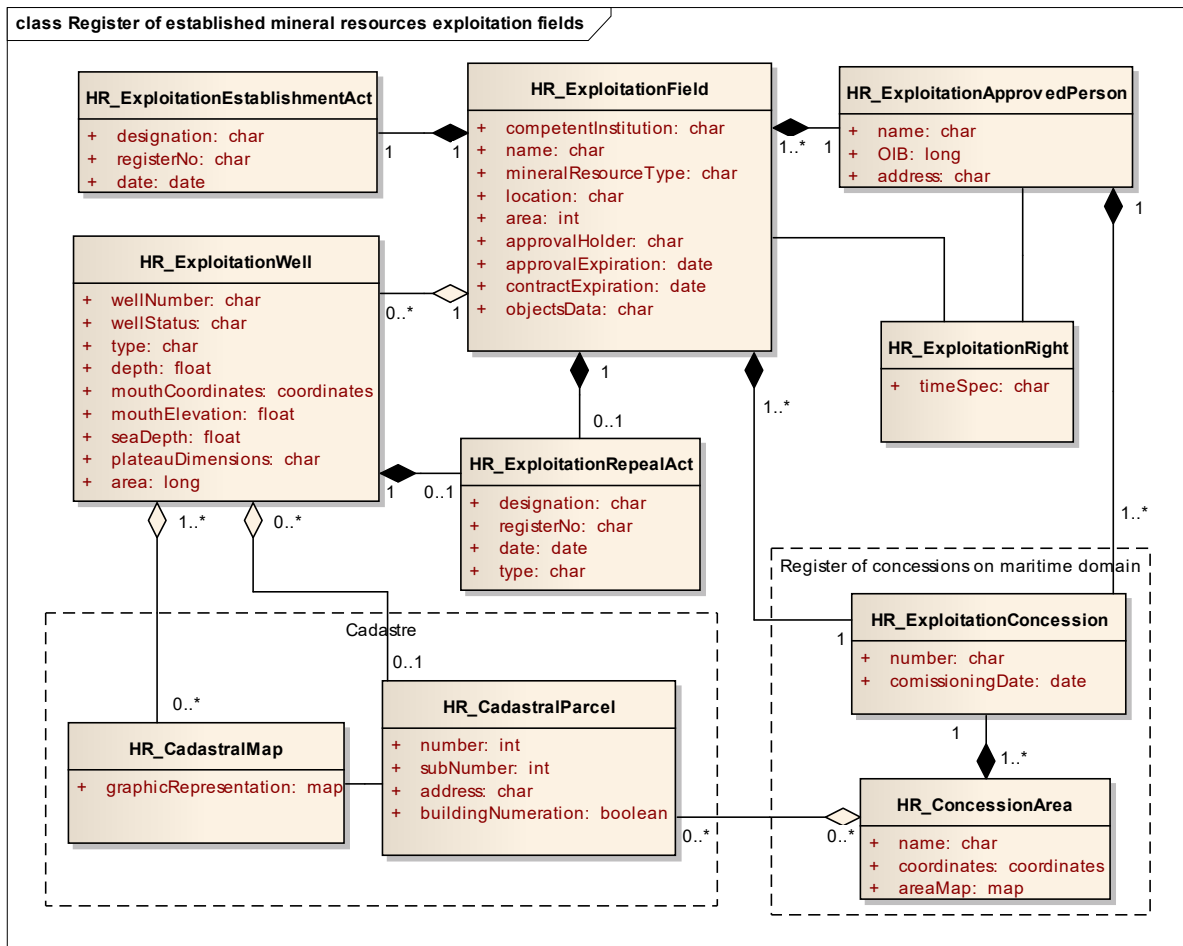 class Register of established mineral resources exploitation fields
HR_ExploitationEstablishmentAct
+ designation: char
+ registerNo: char
+ date: date
1
1
HR_ExploitationField
+ competentInstitution: char
+ name: char
+ mineralResourceType: char
+ location: char
+ area: int
+ approvalHolder: char
+ approvalExpiration: date
+ contractExpiration: date
+ objectsData: char
1..*
1
HR_ExploitationApprovedPerson
+ name: char
+ OIB: long
+ address: char
1
HR_ExploitationWell
+ wellNumber: char
+ wellStatus: char
+ type: char
+ depth: float
+ mouthCoordinates: coordinates
+ mouthElevation: float
+ seaDepth: float
+ plateauDimensions: char
+ area: long
0..*
1
HR_ExploitationRight
+ timeSpec: char
1
0..1
1..*
HR_ExploitationRepealAct
+ designation: char
+ registerNo: char
+ date: date
+ type: char
1
0..1
1..*
0..*
1..*
Register of concessions on maritime domain
HR_ExploitationConcession
+ number: char
+ comissioningDate: date
1
Cadastre
0..1
0..*
HR_CadastralMap
+ graphicRepresentation: map
HR_CadastralParcel
+ number: int
+ subNumber: int
+ address: char
+ buildingNumeration: boolean
1
1..*
HR_ConcessionArea
+ name: char
+ coordinates: coordinates
+ areaMap: map
0..*
0..*